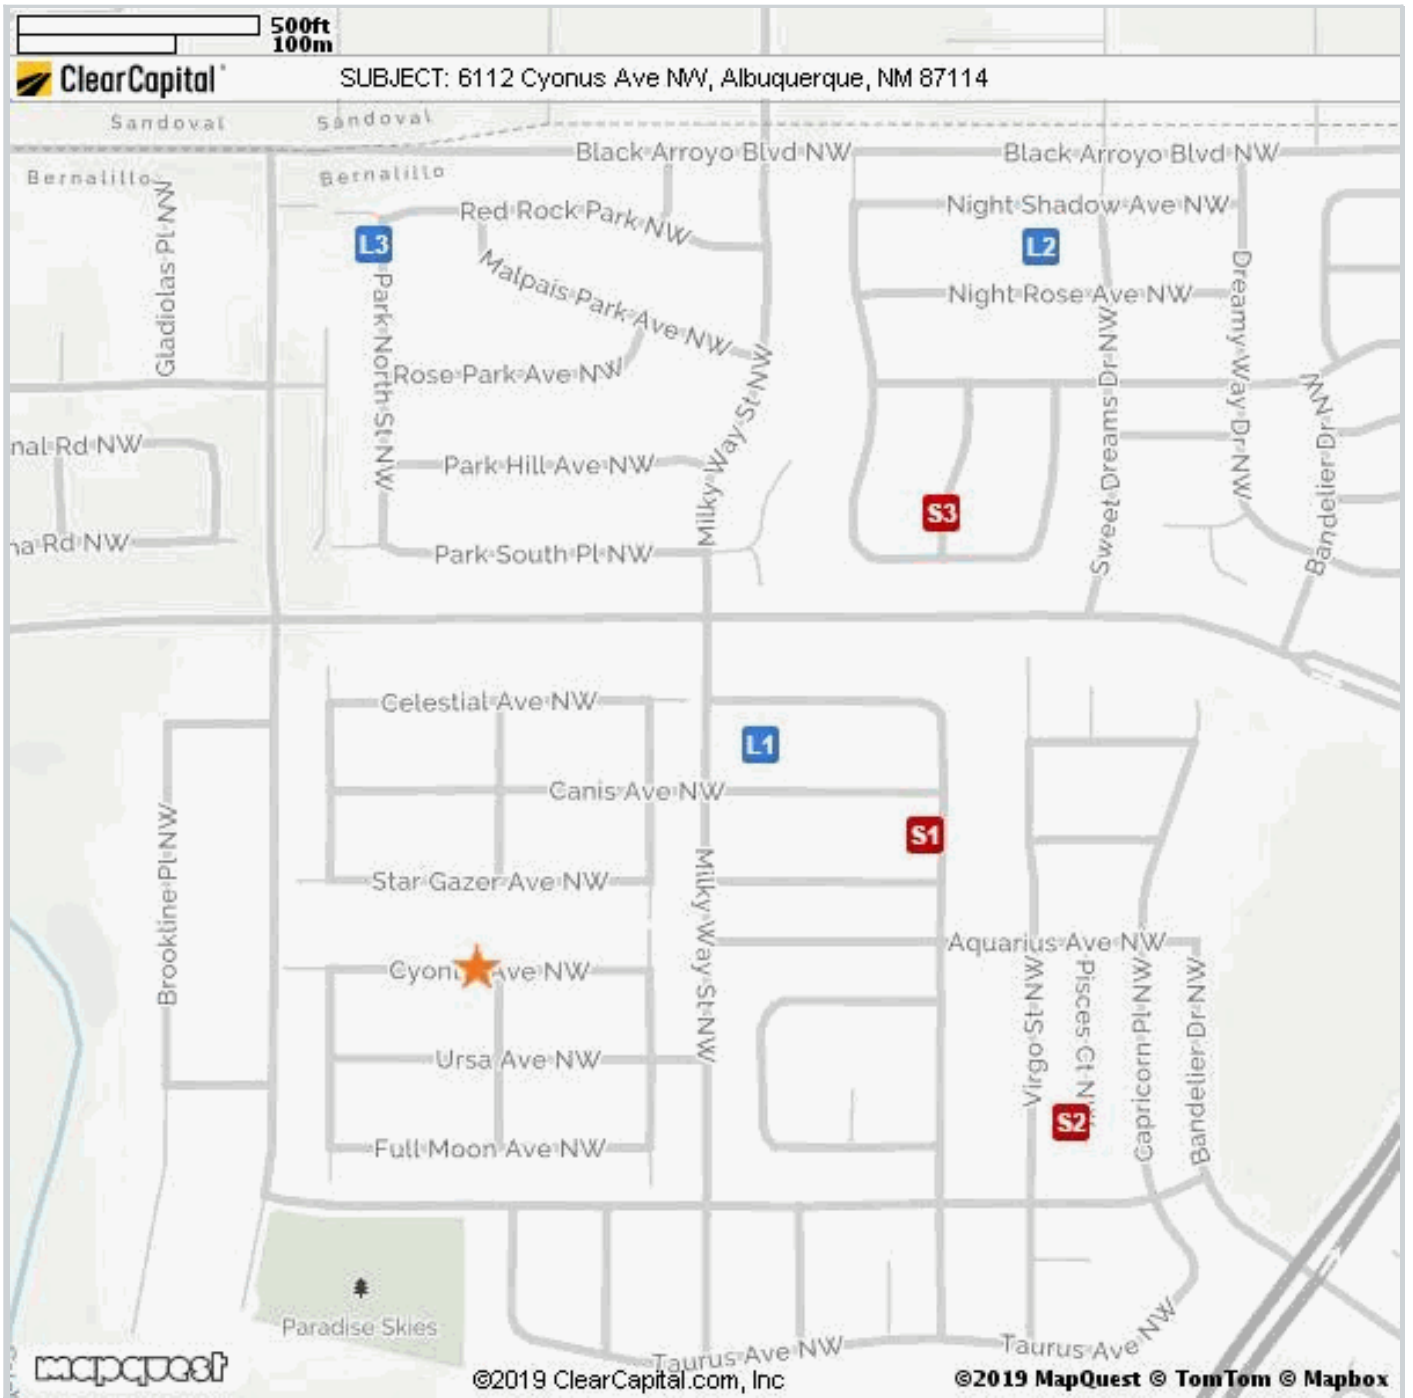 500ft
100m
ClearCapital
SUBJECT: 6112 Cyonus Ave NW, Albuquerque, NM 87114
Sandoval
Sandoval
Bernalillo
Bernalillo
Black Arroyo Blvd NW
Black Arroyo Blvd NW
Gladiolas Pl NW
Red Rock Park NW
Night Shadow Ave NW
L3
L2
Malpais Park Ave NW
Night Rose Ave NW
Park North St NW
Rose Park Ave NW
Milky Way St NW
Sweet Dreams Dr NW
Dreamy Way Dr NW
Bandelier Dr NW
nal Rd NW
Park Hill Ave NW
S3
na Rd NW
Park South Pl NW
Celestial Ave NW
L1
Canis Ave NW
S1
Brookline Pl NW
Star Gazer Ave NW
Milky Way St NW
Aquarius Ave NW
Ave NW
Virgo St NW
Pisces Ct
Capricorn Pl NW
Bandelier Dr NW
Ursa Ave NW
S2
Full Moon Ave NW
Paradise Skies
Taurus Ave NW
Taurus Ave NW
mapquest
©2019 ClearCapital.com, Inc
©2019 MapQuest © TomTom © Mapbox